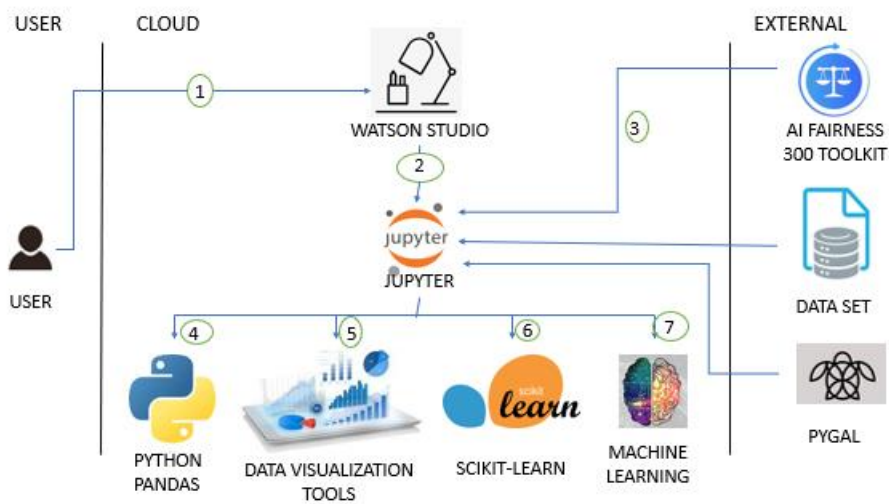 USER
CLOUD
EXTERNAL
1
WATSON STUDIO
3
AI FAIRNESS
300 TOOLKIT
2
jupyter
JUPYTER
USER
DATA SET
4
5
6
7
scikit
learn
PYTHON
PANDAS
DATA VISUALIZATION
TOOLS
SCIKIT-LEARN
MACHINE
LEARNING
PYGAL